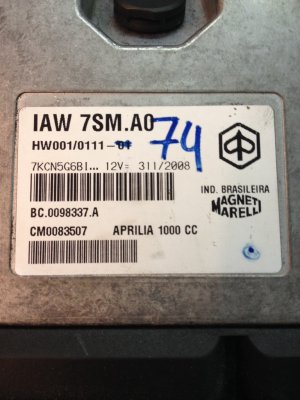 IAW 7SM.A0
HW001/0111-01 74
7KCN5G6BI... 12V= 311/2008
IND. BRASILEIRA
BC.0098337.A
MAGNETI
MARELLI
CM0083507 APRILIA 1000 CC